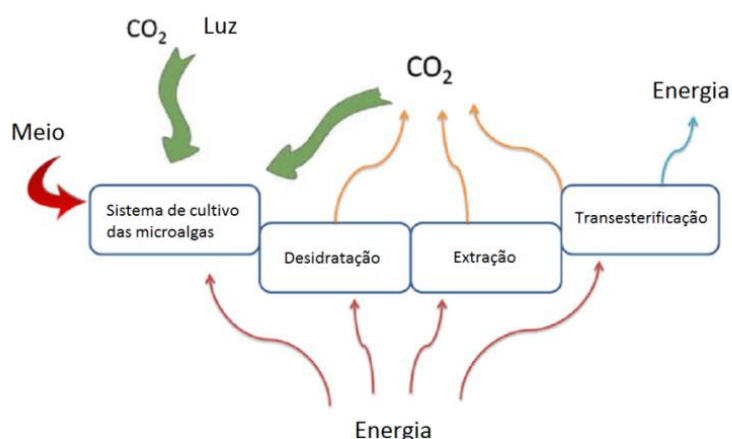 CO₂ Luz
CO₂
Energia
Meio
Sistema de cultivo
das microalgas
Desidratação
Extração
Transesterificação
Energia